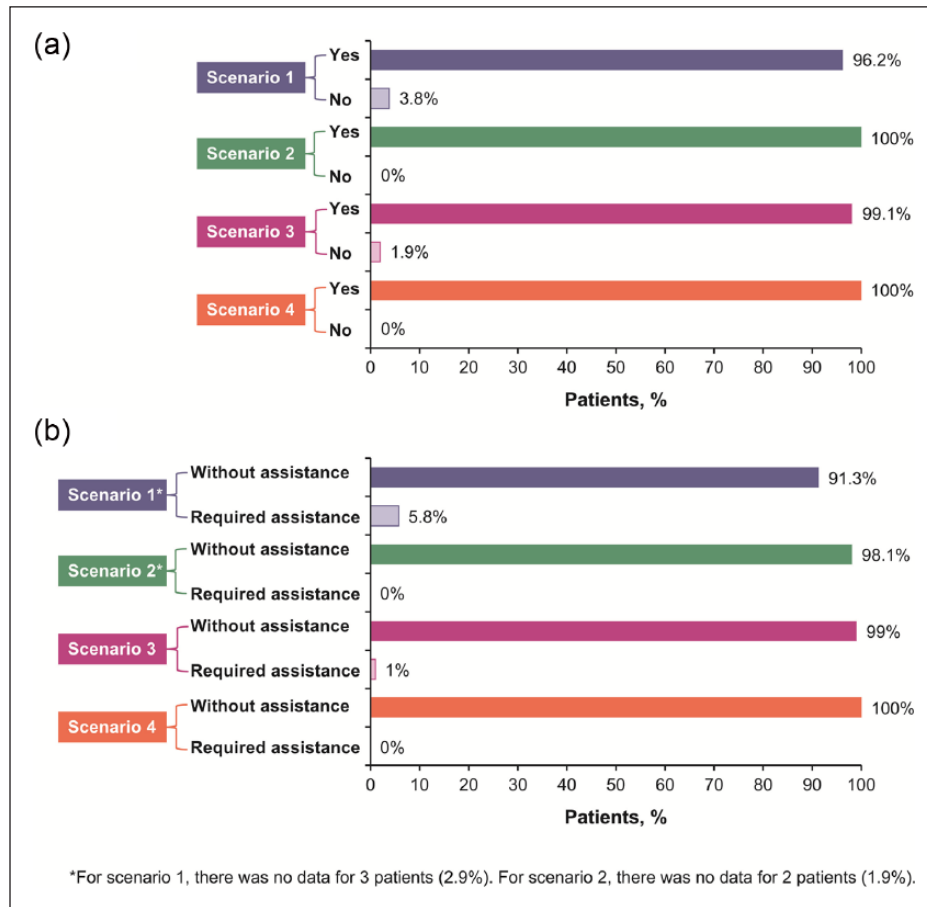 (a)
Scenario 1
Yes
96.2%
No
3.8%
Scenario 2
Yes
100%
No
0%
Scenario 3
Yes
99.1%
No
1.9%
Scenario 4
Yes
100%
No
0%
0 10 20 30 40 50 60 70 80 90 100
Patients, %
(b)
Scenario 1*
Without assistance
91.3%
Required assistance
5.8%
Scenario 2*
Without assistance
98.1%
Required assistance
0%
Scenario 3
Without assistance
99%
Required assistance
1%
Scenario 4
Without assistance
100%
Required assistance
0%
0 10 20 30 40 50 60 70 80 90 100
Patients, %
*For scenario 1, there was no data for 3 patients (2.9%). For scenario 2, there was no data for 2 patients (1.9%).